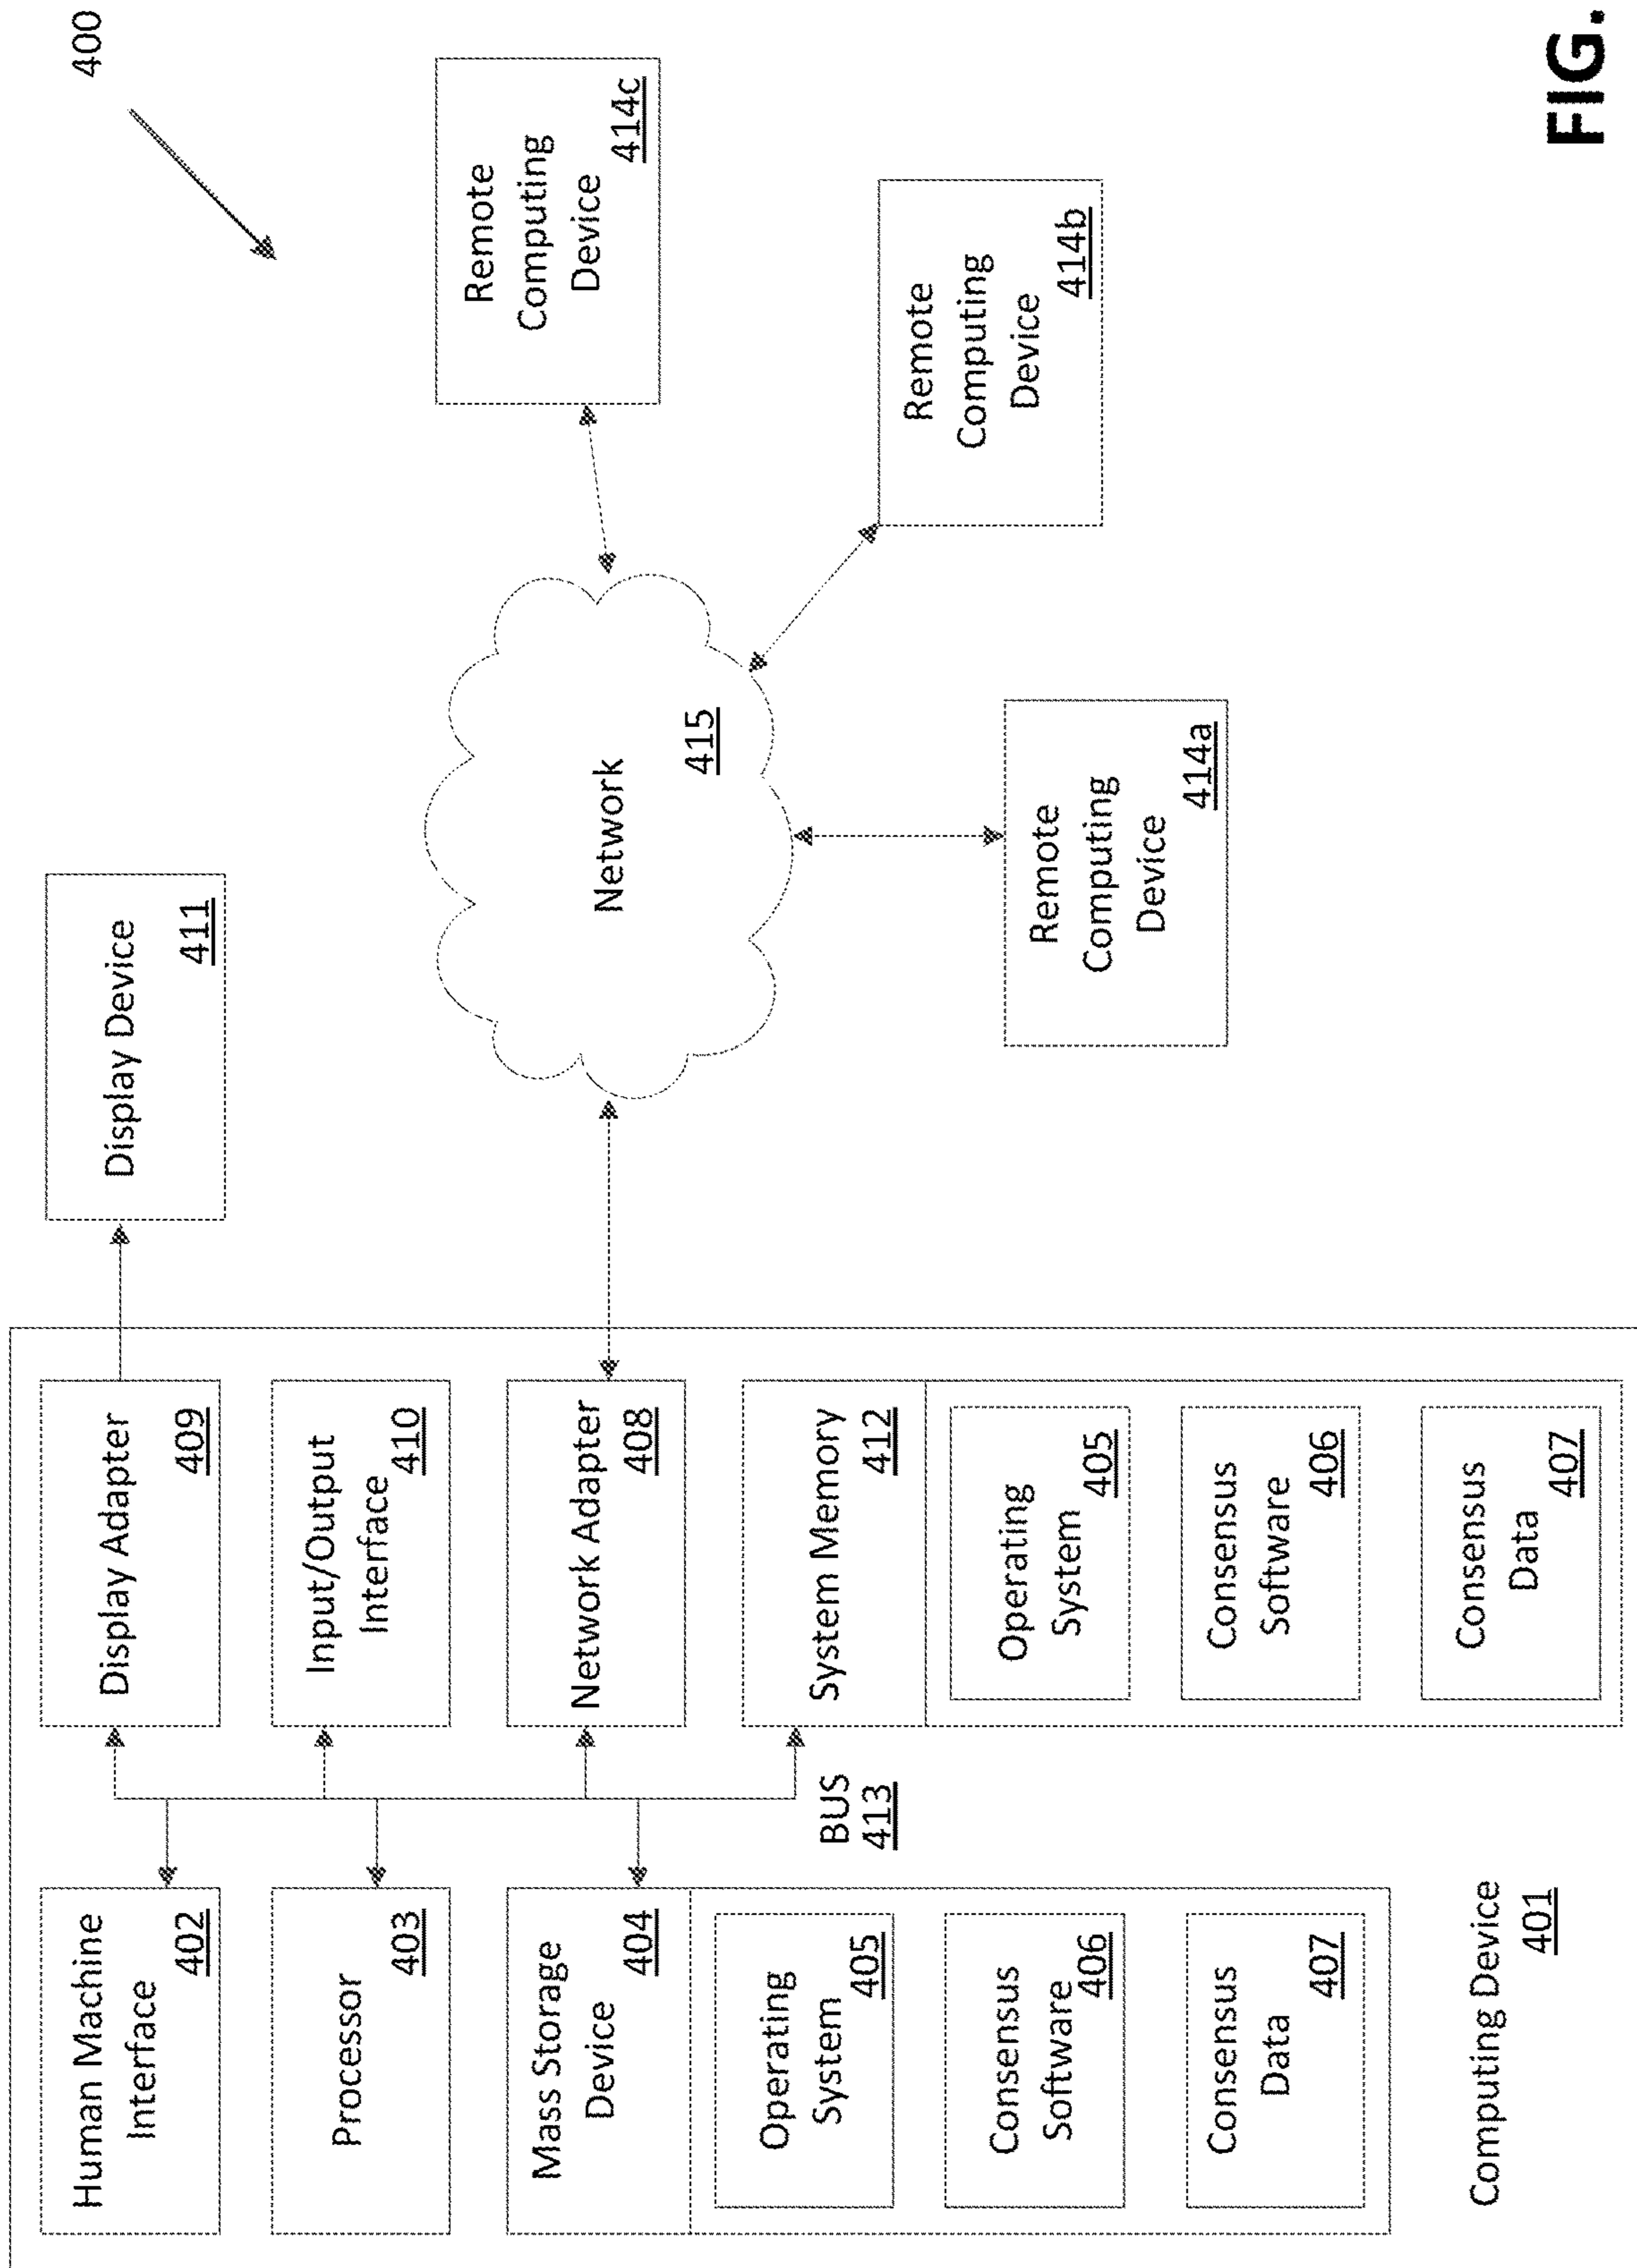 400
Human Machine
Interface
402
Processor
403
Mass Storage
Device
404
Operating
System
405
Consensus
Software
406
Consensus
Data
407
Computing Device
401
BUS
413
Display Adapter
409
Input/Output
Interface
410
Network Adapter
408
System Memory
412
Operating
System
405
Consensus
Software
406
Consensus
Data
407
Display Device
411
Network
415
Remote
Computing
Device
414a
Remote
Computing
Device
414b
Remote
Computing
Device
414c
FIG.